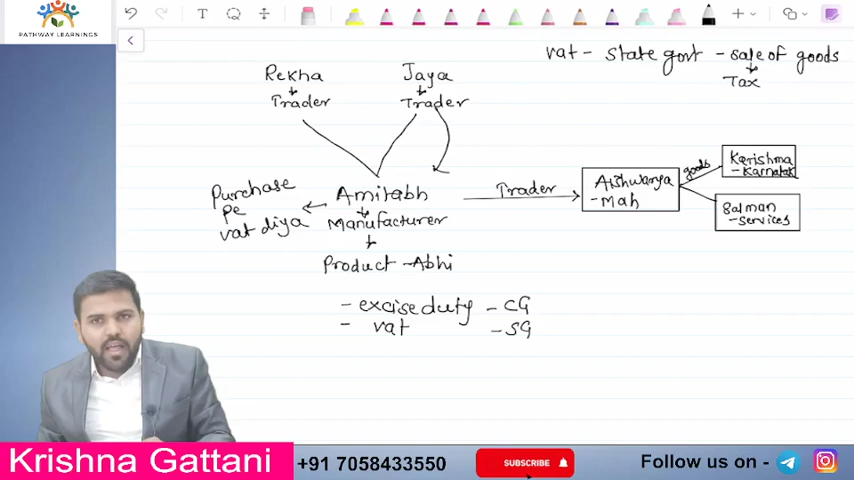 PATHWAY LEARNINGS
vat - State govt - sale of goods
Tax
Rekha
Trader
Jaya
Trader
Purchase
pe
vat diya
Amitabh
Manufacturer
Product - Abhi
Trader
Aishwarya
- Mah
goods
Karishma
- Karnatak
Salman
- Services
- excise duty - CG
- vat - SG
Krishna Gattani
+91 7058433550
SUBSCRIBE
Follow us on -